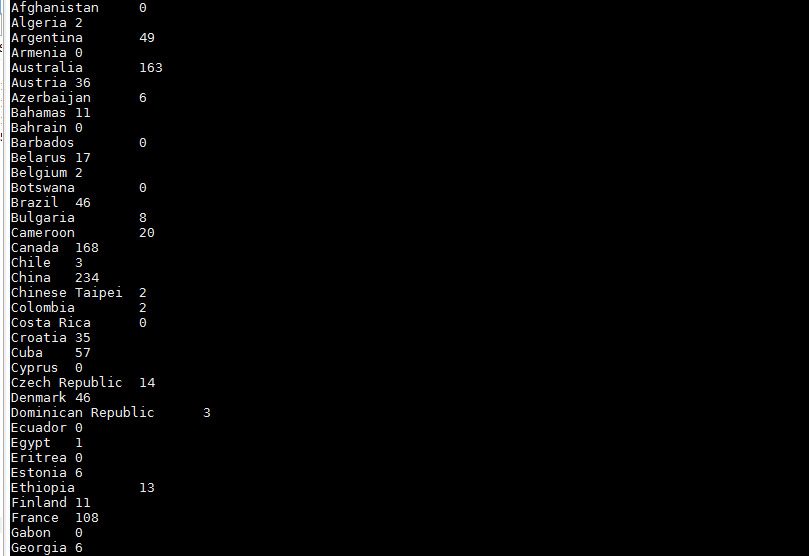 Afghanistan 0
Algeria 2
Argentina 49
Armenia 0
Australia 163
Austria 36
Azerbaijan 6
Bahamas 11
Bahrain 0
Barbados 0
Belarus 17
Belgium 2
Botswana 0
Brazil 46
Bulgaria 8
Cameroon 20
Canada 168
Chile 3
China 234
Chinese Taipei 2
Colombia 2
Costa Rica 0
Croatia 35
Cuba 57
Cyprus 0
Czech Republic 14
Denmark 46
Dominican Republic 3
Ecuador 0
Egypt 1
Eritrea 0
Estonia 6
Ethiopia 13
Finland 11
France 108
Gabon 0
Georgia 6